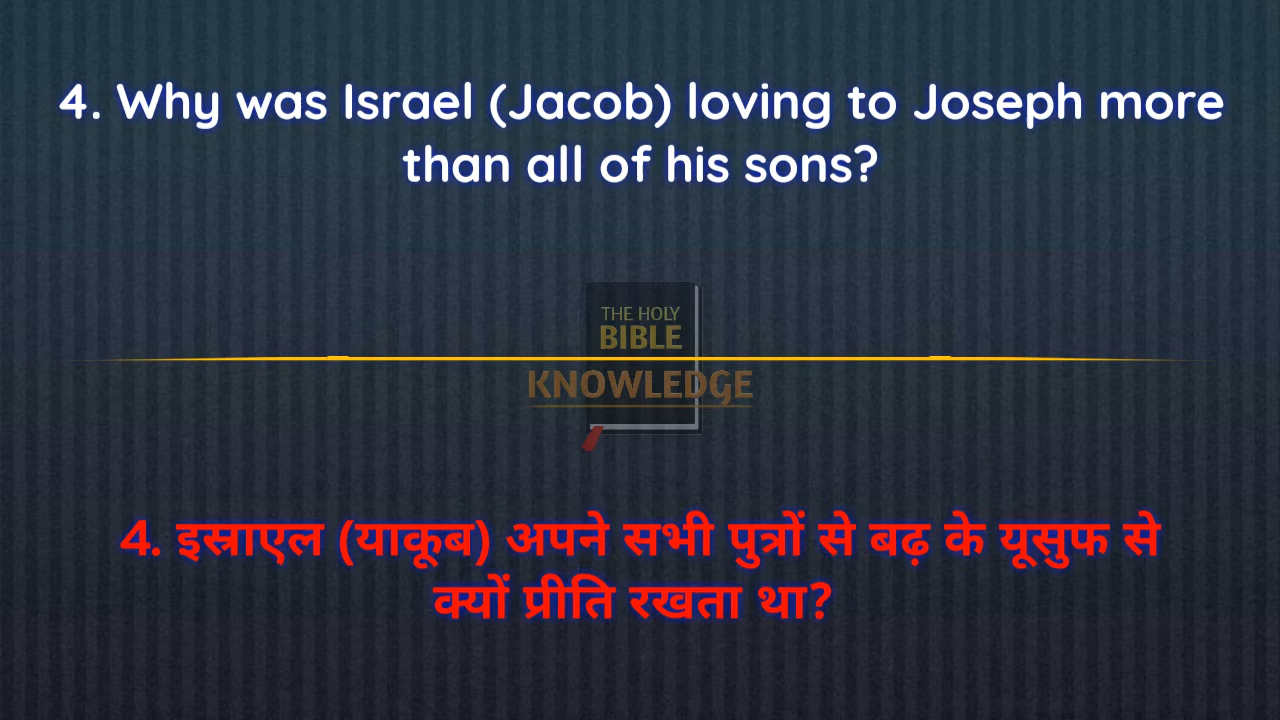 4. Why was Israel (Jacob) loving to Joseph more
than all of his sons?
THE HOLY
BIBLE
KNOWLEDGE
4. इस्राएल (याकूब) अपने सभी पुत्रों से बढ़ के यूसुफ से
क्यों प्रीति रखता था?